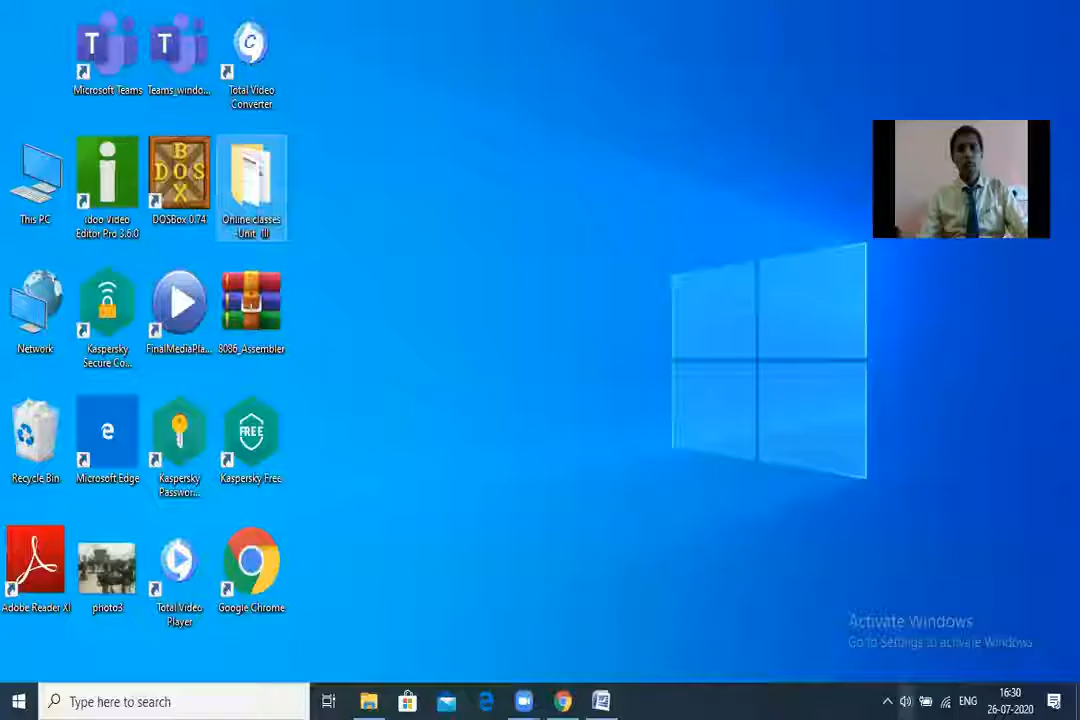 Microsoft Teams
Teams_windo...
Total Video
Converter
This PC
idoo Video
Editor Pro 3.6.0
DOSBox 0.74
Online classes
-Unit_III
Network
Kaspersky
Secure Co...
FinalMediaPla...
8086_Assembler
FREE
Recycle Bin
Microsoft Edge
Kaspersky
Passwor...
Kaspersky Free
Adobe Reader XI
photo3
Total Video
Player
Google Chrome
Activate Windows
Go to Settings to activate Windows.
Type here to search
ENG
16:30
26-07-2020